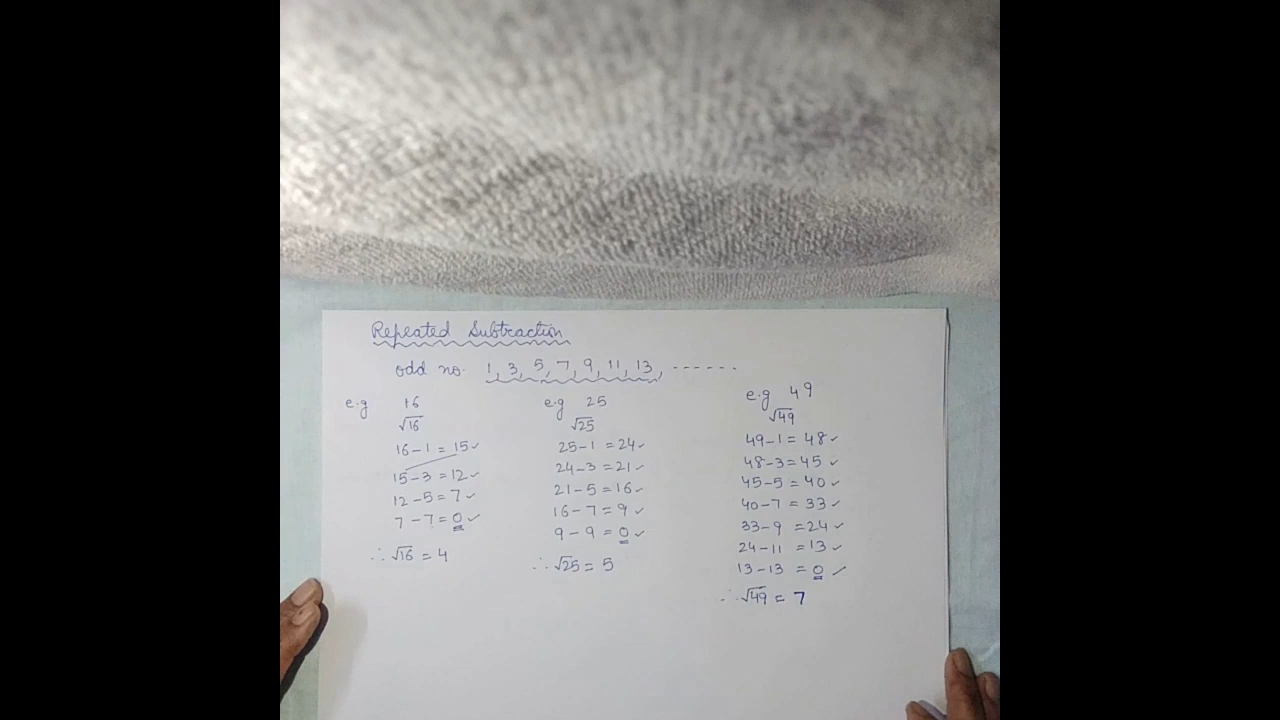 Repeated Subtraction
odd no. 1, 3, 5, 7, 9, 11, 13, -------
e.g 16
√16
16-1 = 15✓
15-3 = 12✓
12-5 = 7✓
7-7 = 0✓
∴ √16 = 4
e.g 25
√25
25-1 = 24✓
24-3 = 21✓
21-5 = 16✓
16-7 = 9✓
9-9 = 0✓
∴ √25 = 5
e.g 49
√49
49-1 = 48✓
48-3 = 45✓
45-5 = 40✓
40-7 = 33✓
33-9 = 24✓
24-11 = 13✓
13-13 = 0✓
∴ √49 = 7